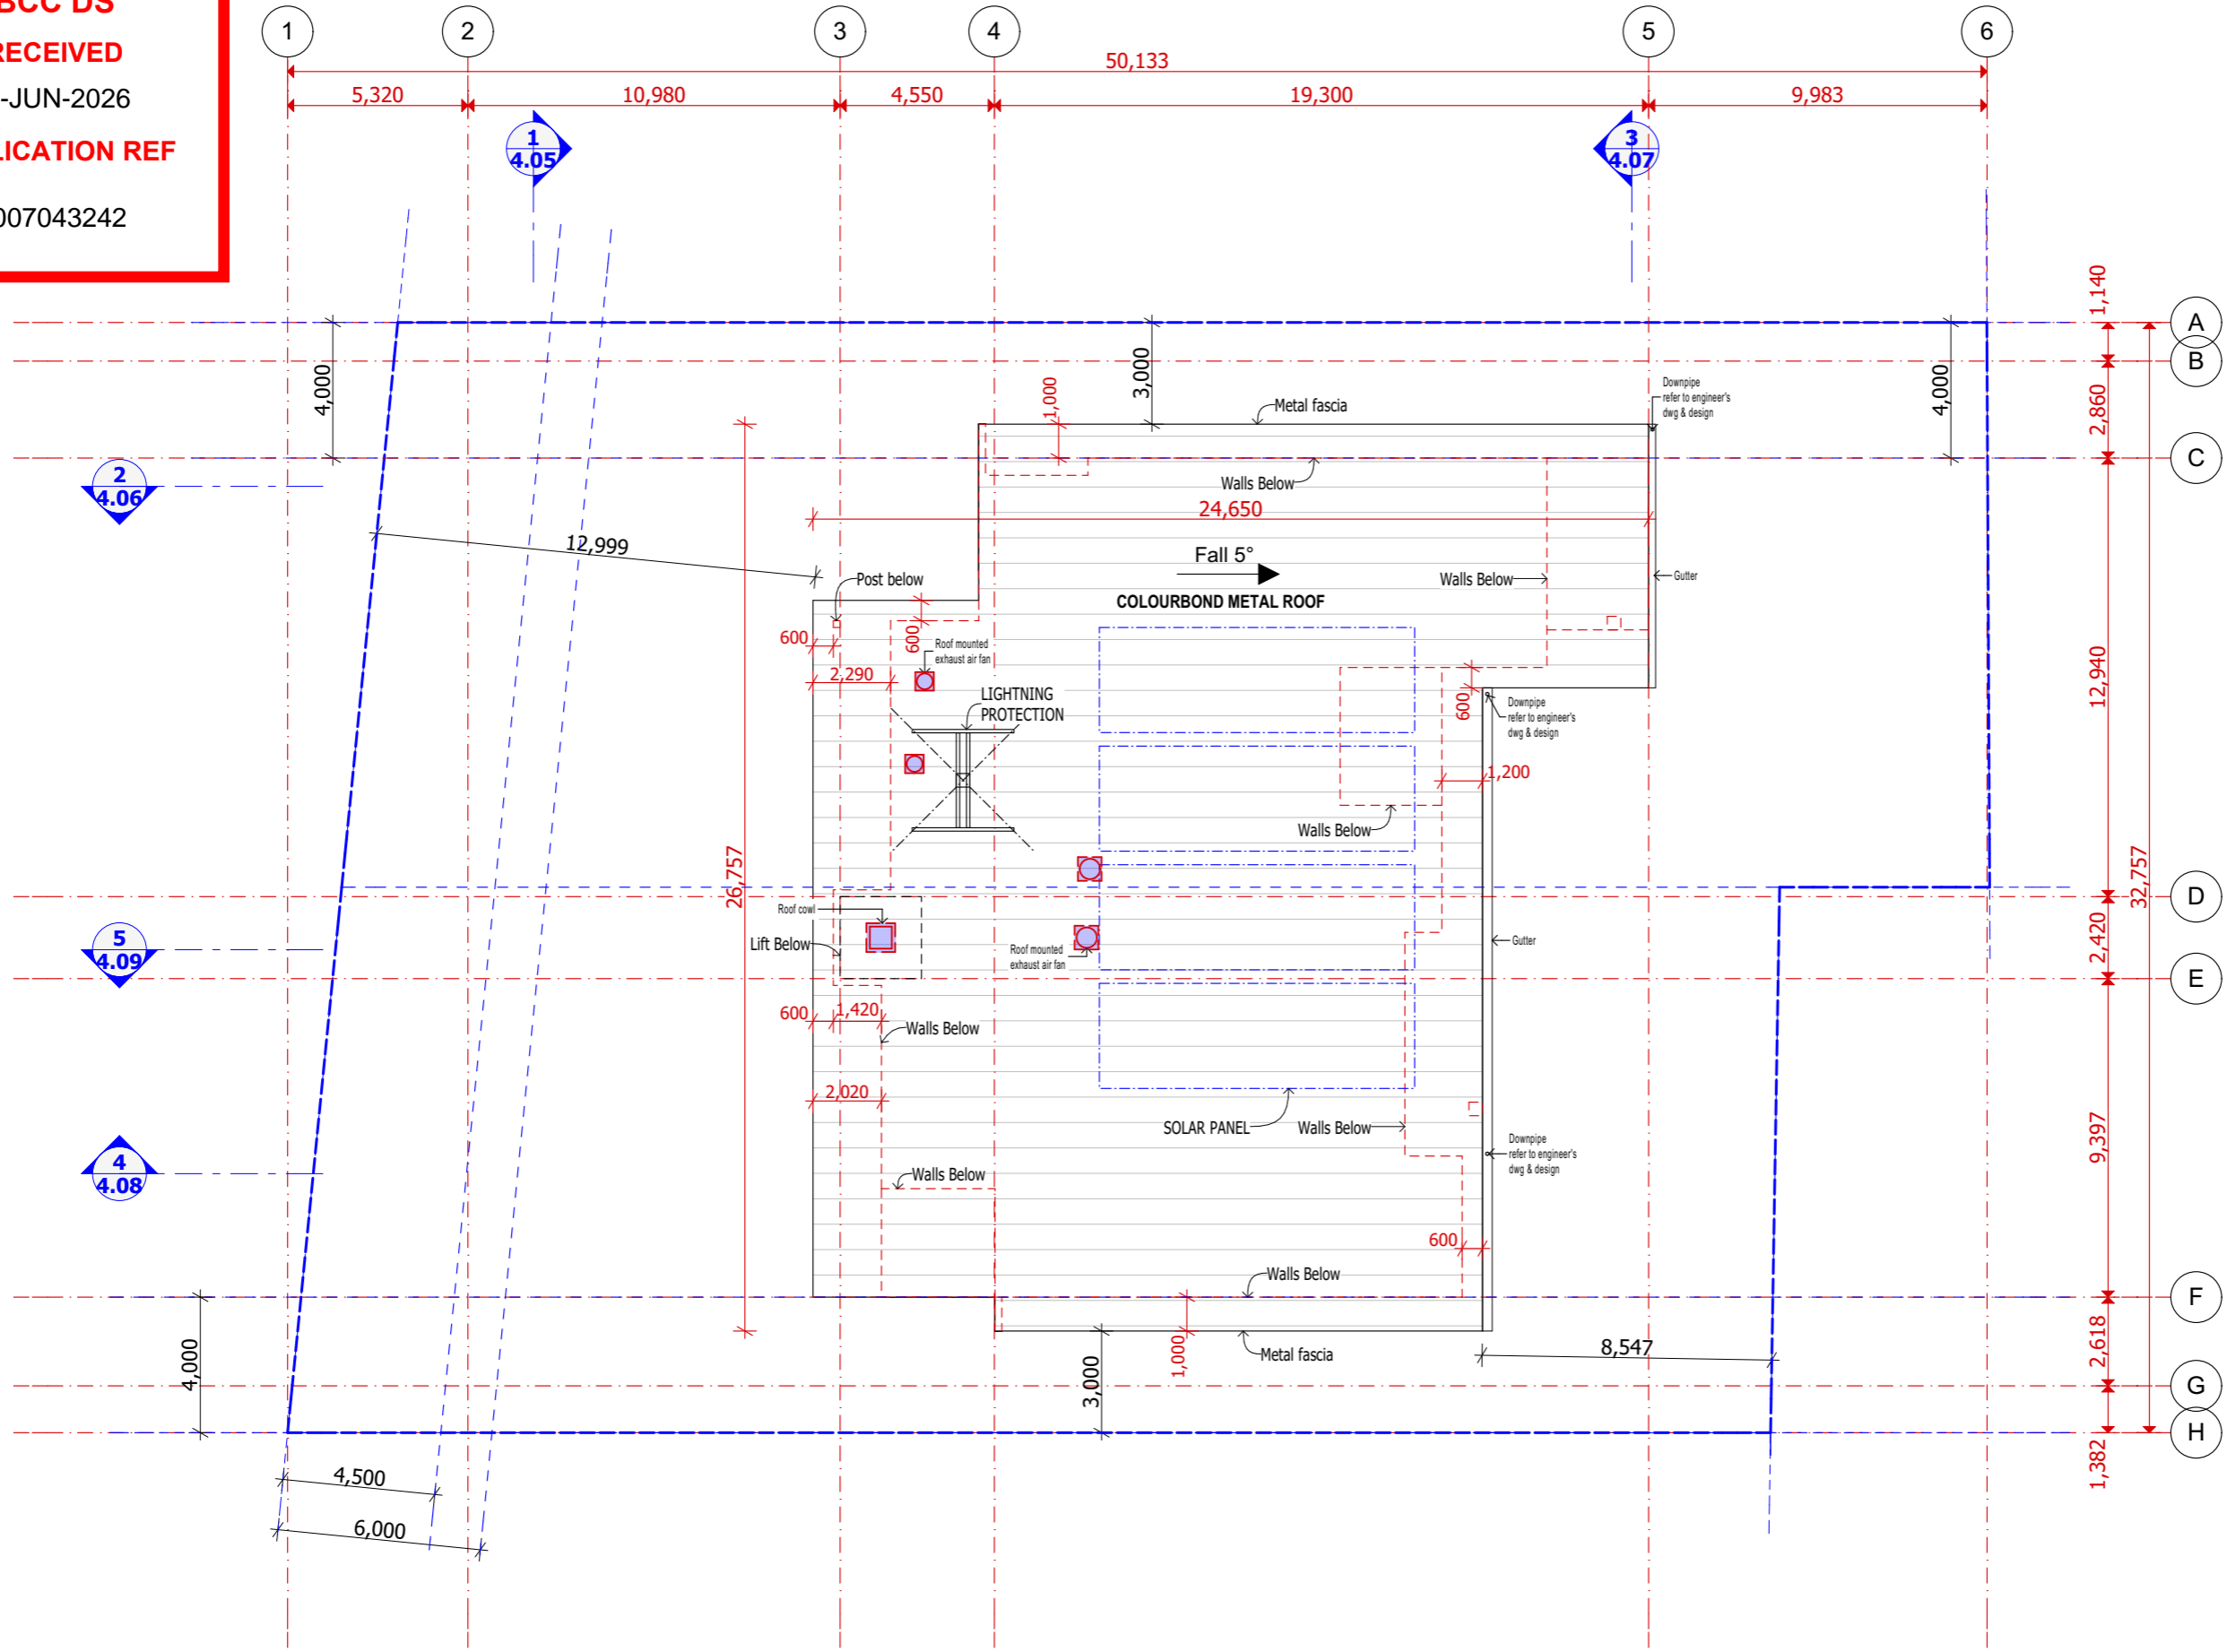 BCC DS
RECEIVED
-JUN-2026
LICATION REF
007043242
1
2
3
4
5
6
50,133
5,320
10,980
4,550
19,300
9,983
1
4.05
3
4.07
1,140
A
B
2,860
C
4,000
3,000
4,000
1,000
Metal fascia
Downpipe
refer to engineer's
dwg & design
2
4.06
Walls Below
24,650
12,999
Fall 5°
Post below
Walls Below
Gutter
COLOURBOND METAL ROOF
600
600
Roof mounted
exhaust air fan
2,290
LIGHTNING
PROTECTION
600
Downpipe
refer to engineer's
dwg & design
12,940
1,200
Walls Below
26,757
32,757
D
Roof cowl
5
4.09
Lift Below
Roof mounted
exhaust air fan
Gutter
2,420
E
600
1,420
Walls Below
2,020
SOLAR PANEL
Walls Below
Downpipe
refer to engineer's
dwg & design
9,397
4
4.08
Walls Below
600
Walls Below
F
4,000
1,000
3,000
Metal fascia
8,547
2,618
G
H
1,382
4,500
6,000